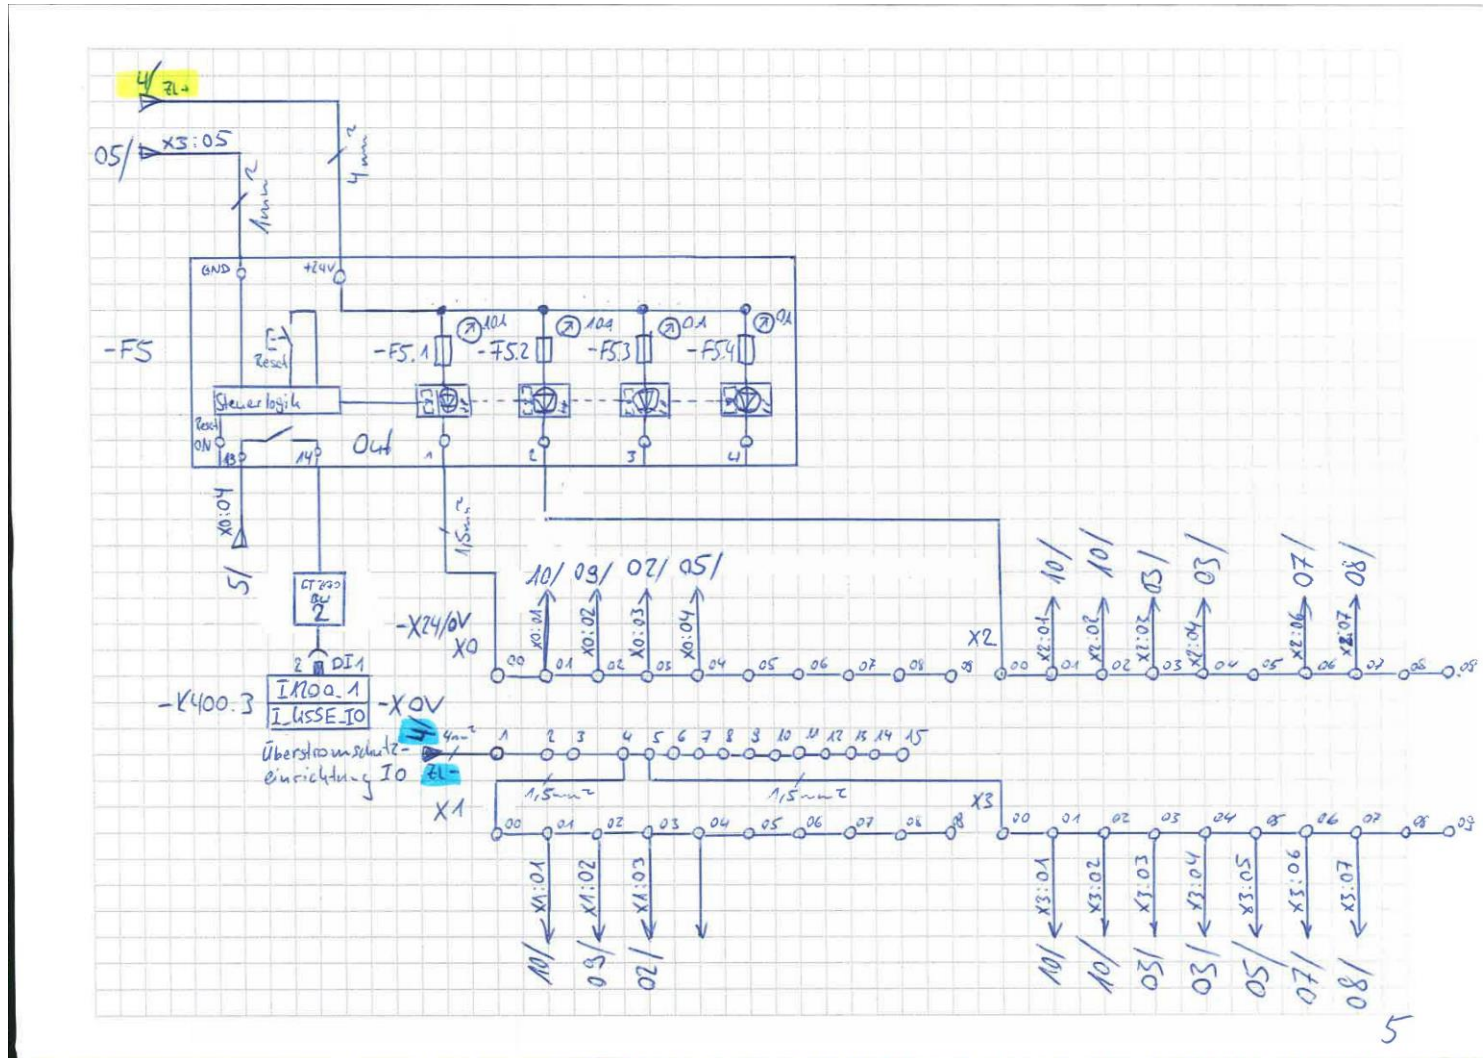 4/ ZL+
05/ X3:05
1mm²
4mm²
GND
+24V
-F5
Reset
10A
10A
-F5.1
-F5.2
-F5.3
-F5.4
Steuerlogik
Reset
ON
13
14
Out
1
2
3
4
X0:04
5/
1,5mm²
2
2 DI1
-K400.3
I_USSE_IO
Überstromschutz-
einrichtung IO
-X24/0V
X0
10/ 09/ 02/ 05/
X0:01 X0:02 X0:03 X0:04
00 01 02 03 04 05 06 07 08
X2
10/ 10/ 03/ 03/ 07/ 08/
X2:01 X2:02 X2:04 X2:06 X2:07
00 01 02 03 04 05 06 07 08 09
-X0V
4/
4mm²
ZL-
1 2 3 4 5 6 7 8 9 10 11 12 13 14 15
1,5mm²
1,5mm²
X1
00 01 02 03 04 05 06 07 08
X1:01 X1:02 X1:03
10/ 09/ 02/
X3
00 01 02 03 04 05 06 07 08 09
X3:01 X3:02 X3:03 X3:04 X3:05 X3:06 X3:07
10/ 10/ 03/ 03/ 05/ 07/ 08/
5